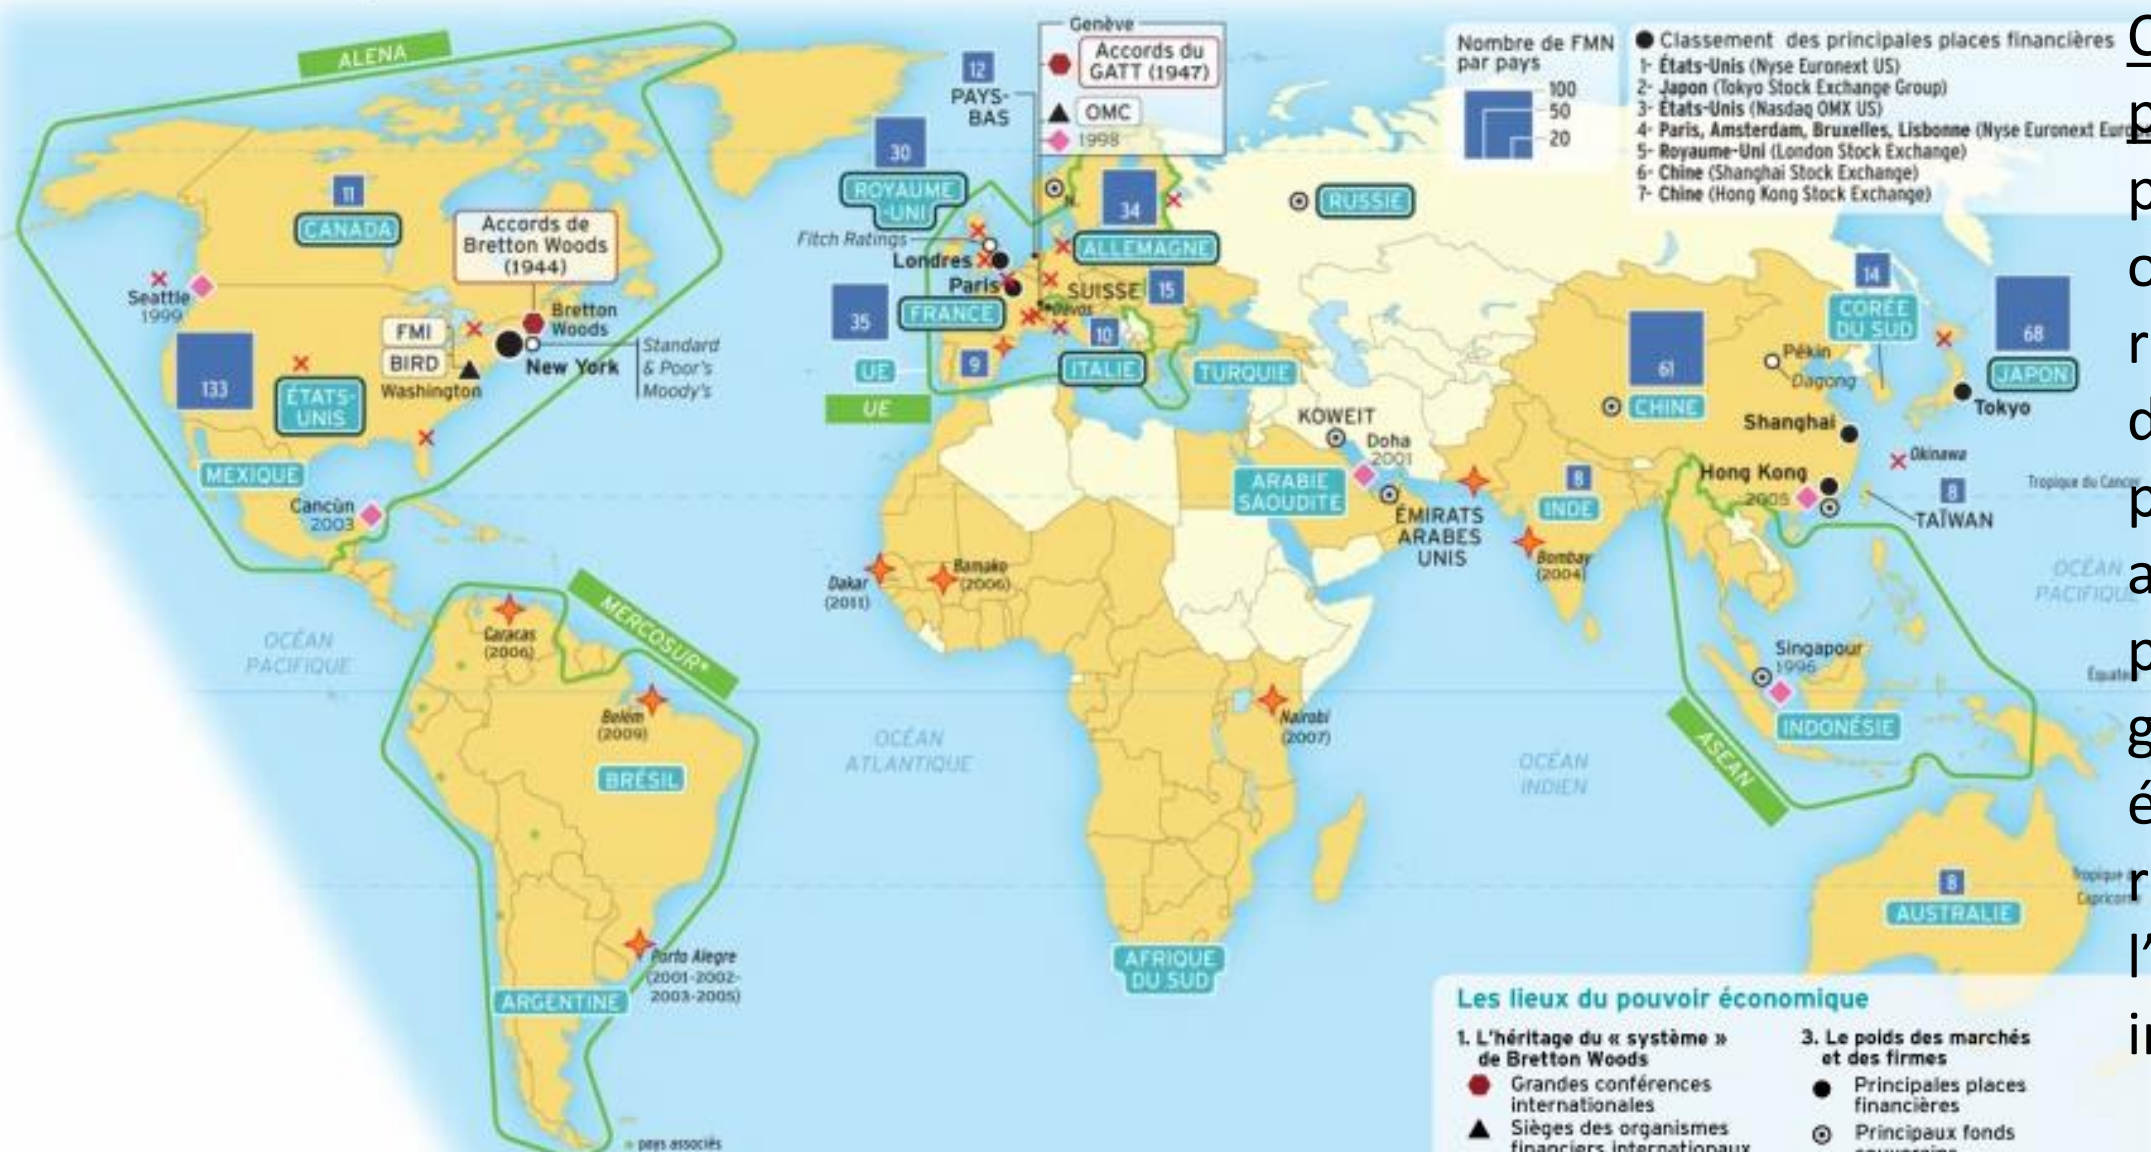 ALENA
11
CANADA
Accords de
Bretton Woods
(1944)
Seattle
1999
133
ÉTATS-
UNIS
FMI
BIRD
Washington
Bretton
Woods
New York
Standard
& Poor's
Moody's
MEXIQUE
Cancùn
2003
OCÉAN
PACIFIQUE
MERCOSUR*
Caracas
(2006)
Belém
(2009)
BRÉSIL
Porto Alegre
(2001-2002-
2003-2005)
ARGENTINE
pays associés
12
PAYS-
BAS
Genève
Accords du
GATT (1947)
OMC
1998
30
ROYAUME
-UNI
Fitch Ratings
Londres
Paris
N.
34
ALLEMAGNE
35
FRANCE
SUISSE
15
Davos
10
ITALIE
9
UE
UE
TURQUIE
RUSSIE
KOWEIT
Doha
2001
ARABIE
SAOUDITE
ÉMIRATS
ARABES
UNIS
Dakar
(2011)
Bamako
(2006)
Nairobi
(2007)
OCÉAN
ATLANTIQUE
AFRIQUE
DU SUD
8
INDE
Bombay
(2004)
OCÉAN
INDIEN
61
CHINE
Pékin
Dagong
Shanghai
Hong Kong
2005
14
CORÉE
DU SUD
68
JAPON
Tokyo
Okinawa
8
TAÏWAN
Tropique du Cancer
OCÉAN
PACIFIQUE
Singapour
1996
INDONÉSIE
ASEAN
8
AUSTRALIE
Nombre de FMN
par pays
100
50
20
Classement des principales places financières
1- États-Unis (Nyse Euronext US)
2- Japon (Tokyo Stock Exchange Group)
3- États-Unis (Nasdaq OMX US)
4- Paris, Amsterdam, Bruxelles, Lisbonne (Nyse Euronext
5- Royaume-Uni (London Stock Exchange)
6- Chine (Shanghai Stock Exchange)
7- Chine (Hong Kong Stock Exchange)
Les lieux du pouvoir économique
1. L'héritage du « système »
de Bretton Woods
Grandes conférences
internationales
Sièges des organismes
financiers internationaux
3. Le poids des marchés
et des firmes
Principales places
financières
Principaux fonds
souverains